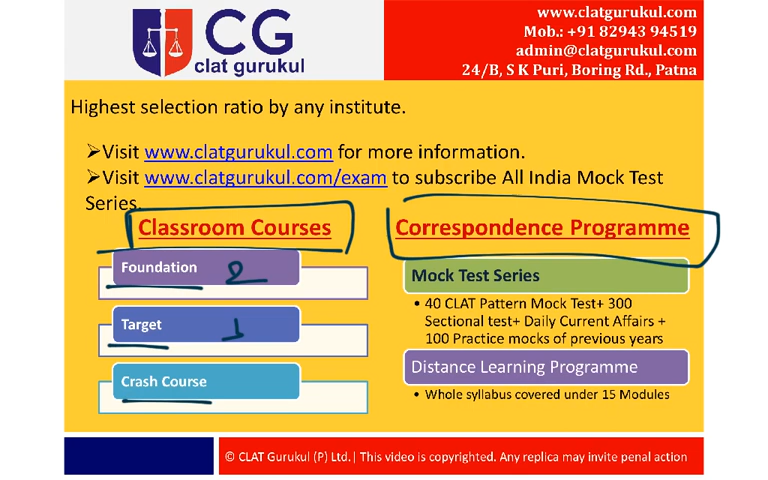 CG
clat gurukul
www.clatgurukul.com
Mob.: +91 82943 94519
admin@clatgurukul.com
24/B, S K Puri, Boring Rd., Patna
Highest selection ratio by any institute.
➢Visit www.clatgurukul.com for more information.
➢Visit www.clatgurukul.com/exam to subscribe All India Mock Test
Series.
Classroom Courses
Foundation 2
Target 1
Crash Course
Correspondence Programme
Mock Test Series
• 40 CLAT Pattern Mock Test+ 300
Sectional test+ Daily Current Affairs +
100 Practice mocks of previous years
Distance Learning Programme
• Whole syllabus covered under 15 Modules
© CLAT Gurukul (P) Ltd.| This video is copyrighted. Any replica may invite penal action